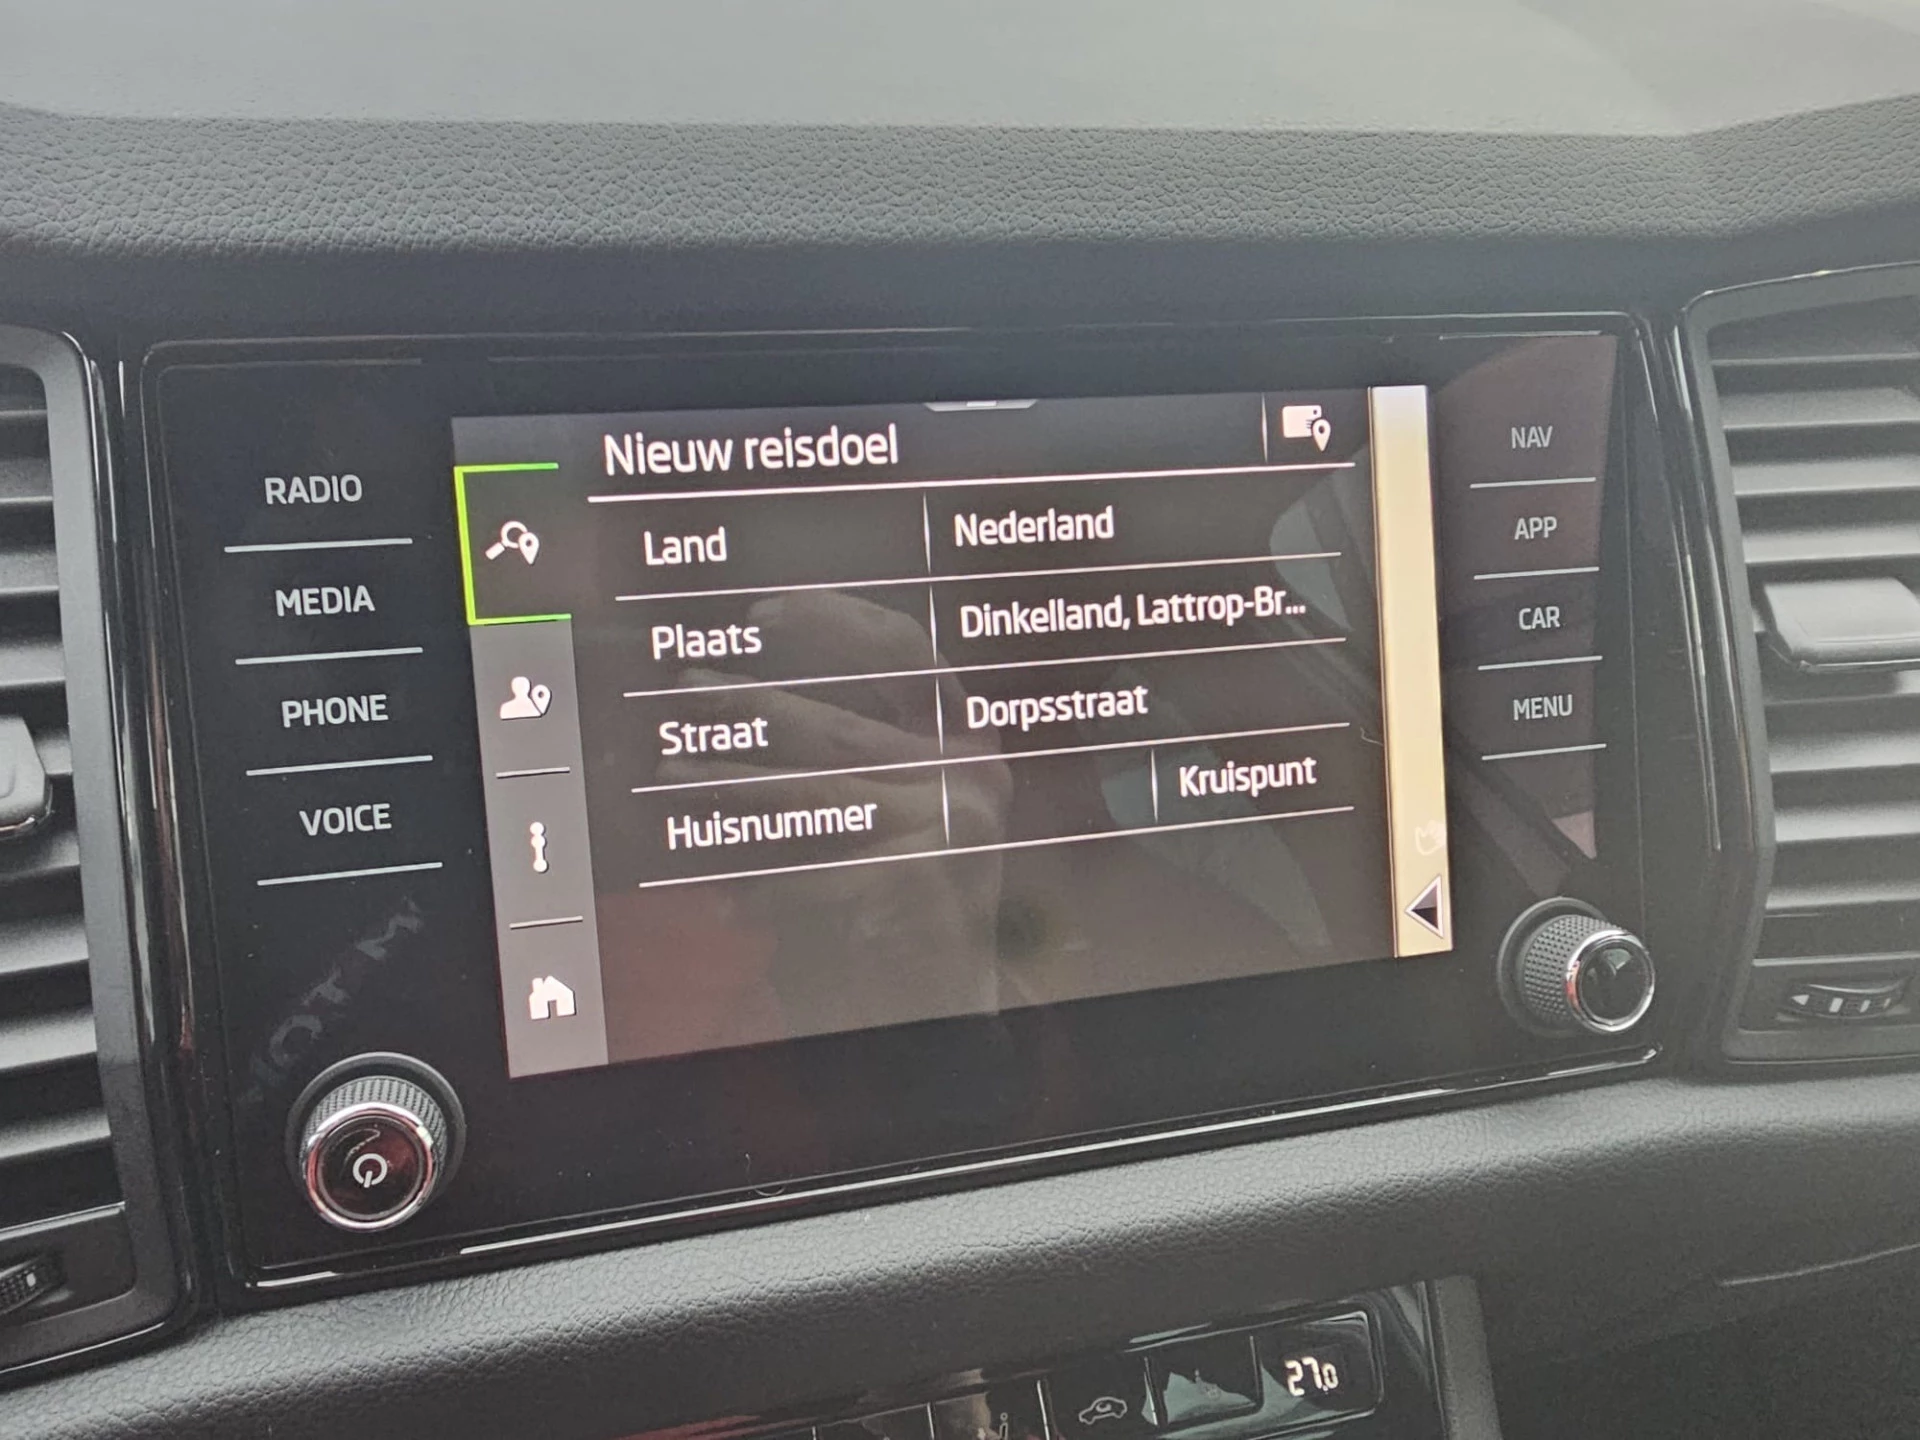 RADIO
MEDIA
PHONE
VOICE
Nieuw reisdoel
Land Nederland
Plaats Dinkelland, Lattrop-Br...
Straat Dorpsstraat
Huisnummer Kruispunt
NAV
APP
CAR
MENU
27.0